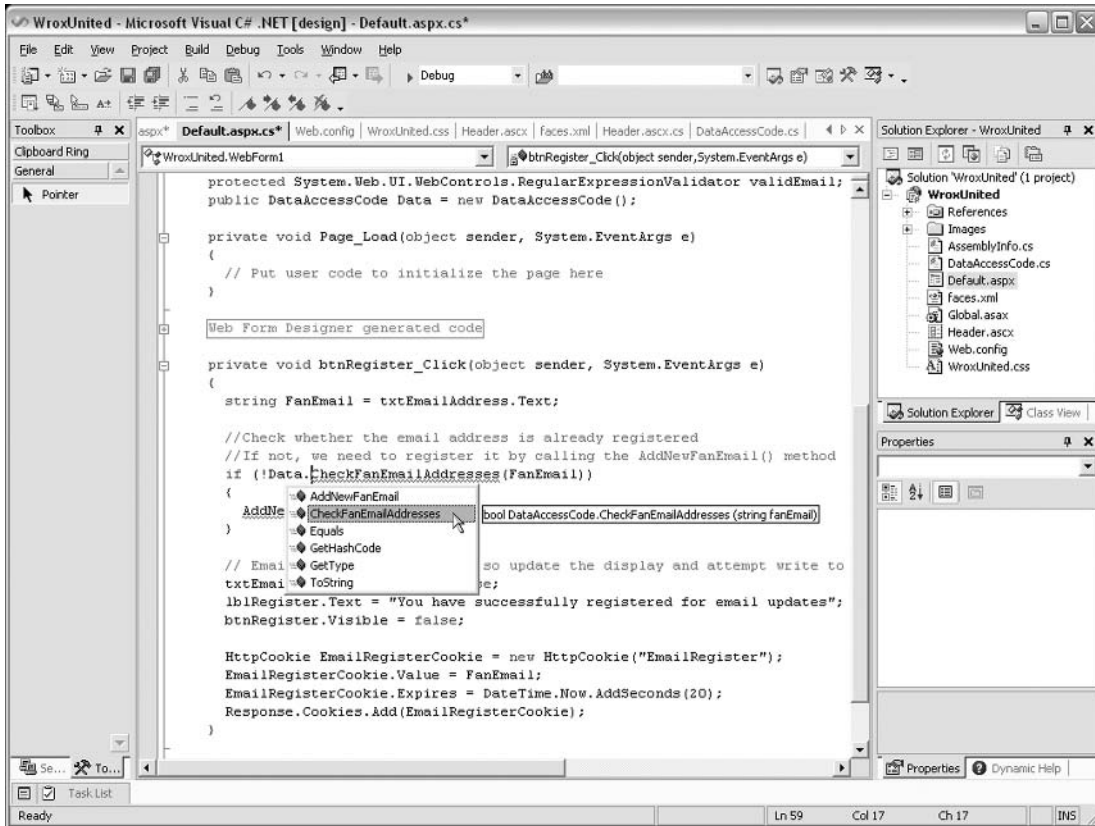 WroxUnited - Microsoft Visual C# .NET [design] - Default.aspx.cs*
File Edit View Project Build Debug Tools Window Help
Debug
Toolbox
Clipboard Ring
General
Pointer
aspx* Default.aspx.cs* Web.config WroxUnited.css Header.ascx faces.xml Header.ascx.cs DataAccessCode.cs
WroxUnited.WebForm1 btnRegister_Click(object sender,System.EventArgs e)
protected System.Web.UI.WebControls.RegularExpressionValidator validEmail;
public DataAccessCode Data = new DataAccessCode();
private void Page_Load(object sender, System.EventArgs e)
{
// Put user code to initialize the page here
}
Web Form Designer generated code
private void btnRegister_Click(object sender, System.EventArgs e)
{
string FanEmail = txtEmailAddress.Text;
//Check whether the email address is already registered
//If not, we need to register it by calling the AddNewFanEmail() method
if (!Data.CheckFanEmailAddresses(FanEmail))
{
AddNe
}
AddNewFanEmail
CheckFanEmailAddresses
Equals
GetHashCode
GetType
ToString
bool DataAccessCode.CheckFanEmailAddresses (string fanEmail)
// Emai so update the display and attempt write to
txtEmai se;
lblRegister.Text = "You have successfully registered for email updates";
btnRegister.Visible = false;
HttpCookie EmailRegisterCookie = new HttpCookie("EmailRegister");
EmailRegisterCookie.Value = FanEmail;
EmailRegisterCookie.Expires = DateTime.Now.AddSeconds(20);
Response.Cookies.Add(EmailRegisterCookie);
}
Solution Explorer - WroxUnited
Solution 'WroxUnited' (1 project)
WroxUnited
References
Images
AssemblyInfo.cs
DataAccessCode.cs
Default.aspx
faces.xml
Global.asax
Header.ascx
Web.config
WroxUnited.css
Solution Explorer Class View
Properties
Properties Dynamic Help
Se... To...
Task List
Ready Ln 59 Col 17 Ch 17 INS